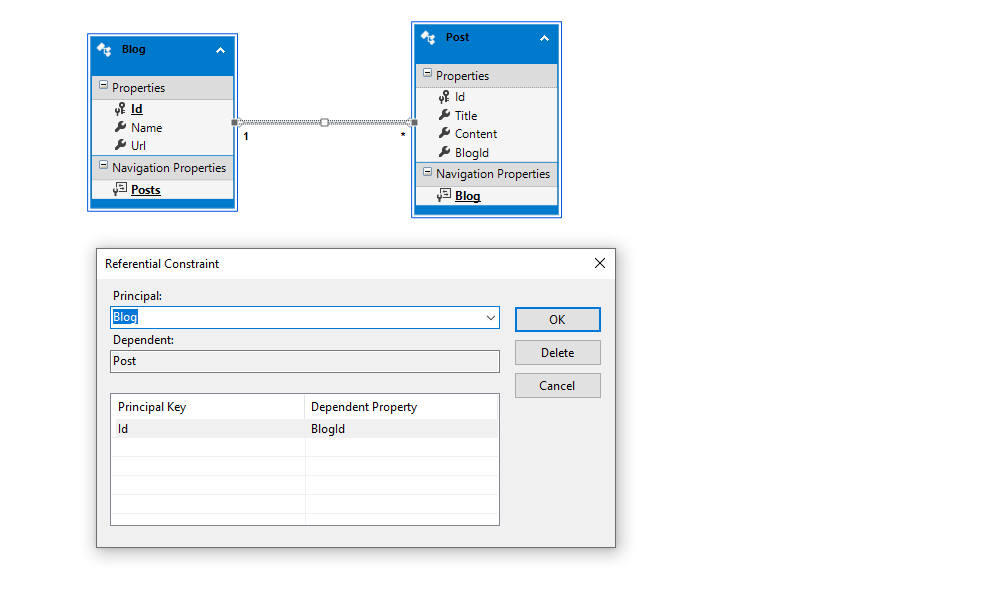 Blog
Properties
Id
Name
Url
Navigation Properties
Posts
1
*
Post
Properties
Id
Title
Content
BlogId
Navigation Properties
Blog
Referential Constraint
Principal:
Blog
OK
Dependent:
Post
Delete
Cancel
Principal Key Dependent Property
Id BlogId